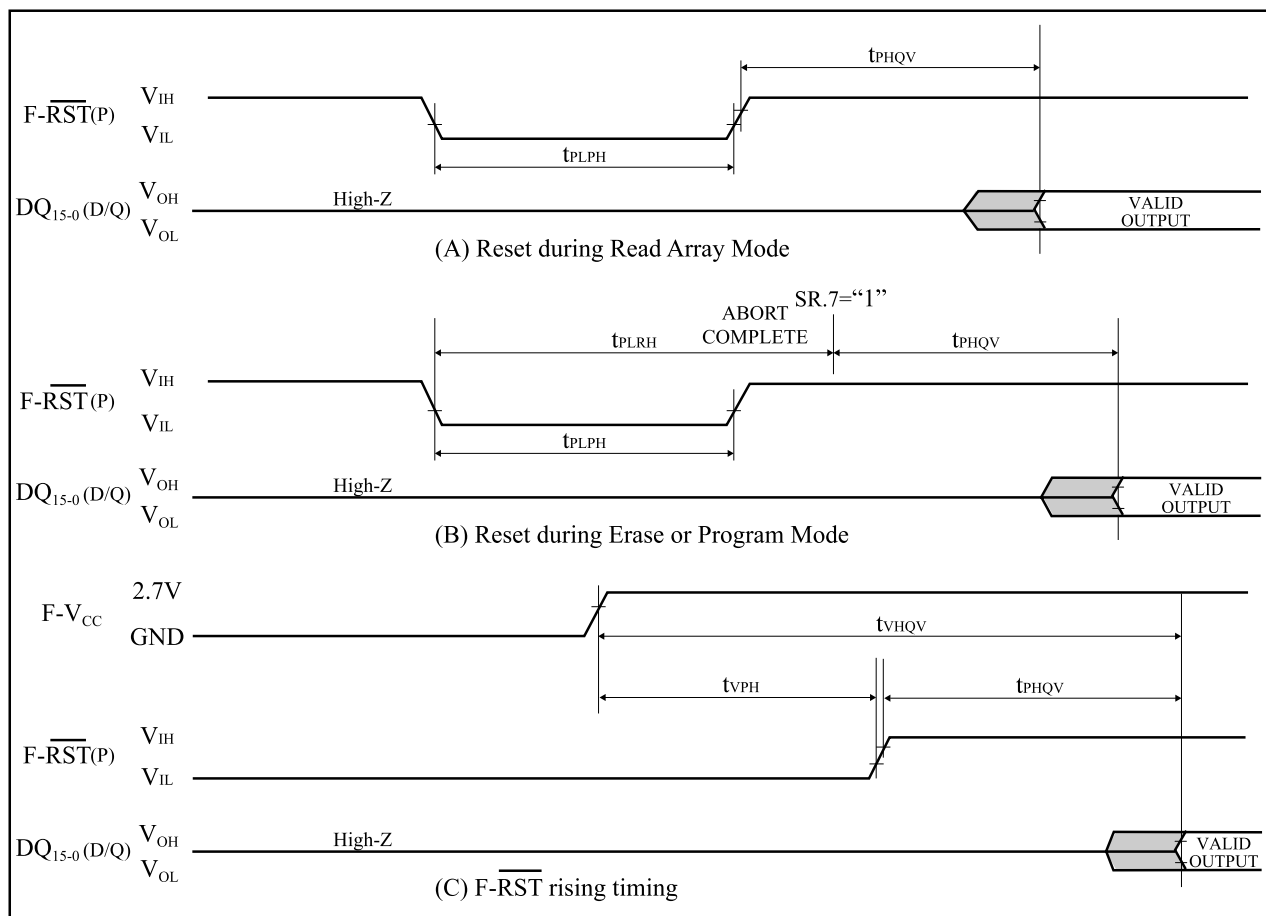 tPHQV
F-RST(P)
VIH
VIL
tPLPH
DQ15-0 (D/Q)
VOH
VOL
High-Z
VALID
OUTPUT
(A) Reset during Read Array Mode
SR.7=“1”
ABORT
COMPLETE
tPLRH
tPHQV
F-RST(P)
VIH
VIL
tPLPH
DQ15-0 (D/Q)
VOH
VOL
High-Z
VALID
OUTPUT
(B) Reset during Erase or Program Mode
F-VCC
2.7V
GND
tVHQV
tVPH
tPHQV
F-RST(P)
VIH
VIL
DQ15-0 (D/Q)
VOH
VOL
High-Z
VALID
OUTPUT
(C) F-RST rising timing